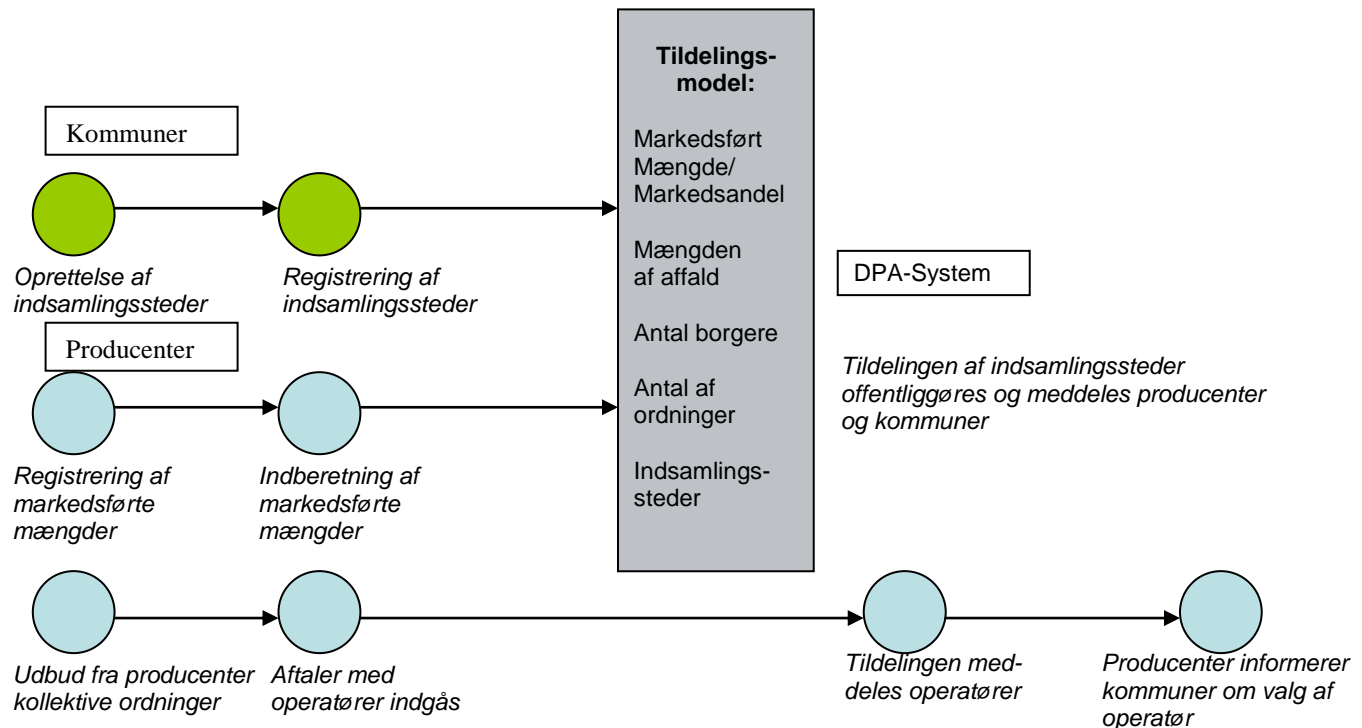 Kommuner
Oprettelse af
indsamlingssteder
Registrering af
indsamlingssteder
Producenter
Registrering af
markedsførte
mængder
Indberetning af
markedsførte
mængder
Udbud fra producenter
kollektive ordninger
Aftaler med
operatører indgås
Tildelings-
model:
Markedsført
Mængde/
Markedsandel
Mængden
af affald
Antal borgere
Antal af
ordninger
Indsamlings-
steder
DPA-System
Tildelingen af indsamlingssteder
offentliggøres og meddeles producenter
og kommuner
Tildelingen med-
deles operatører
Producenter informerer
kommuner om valg af
operatør